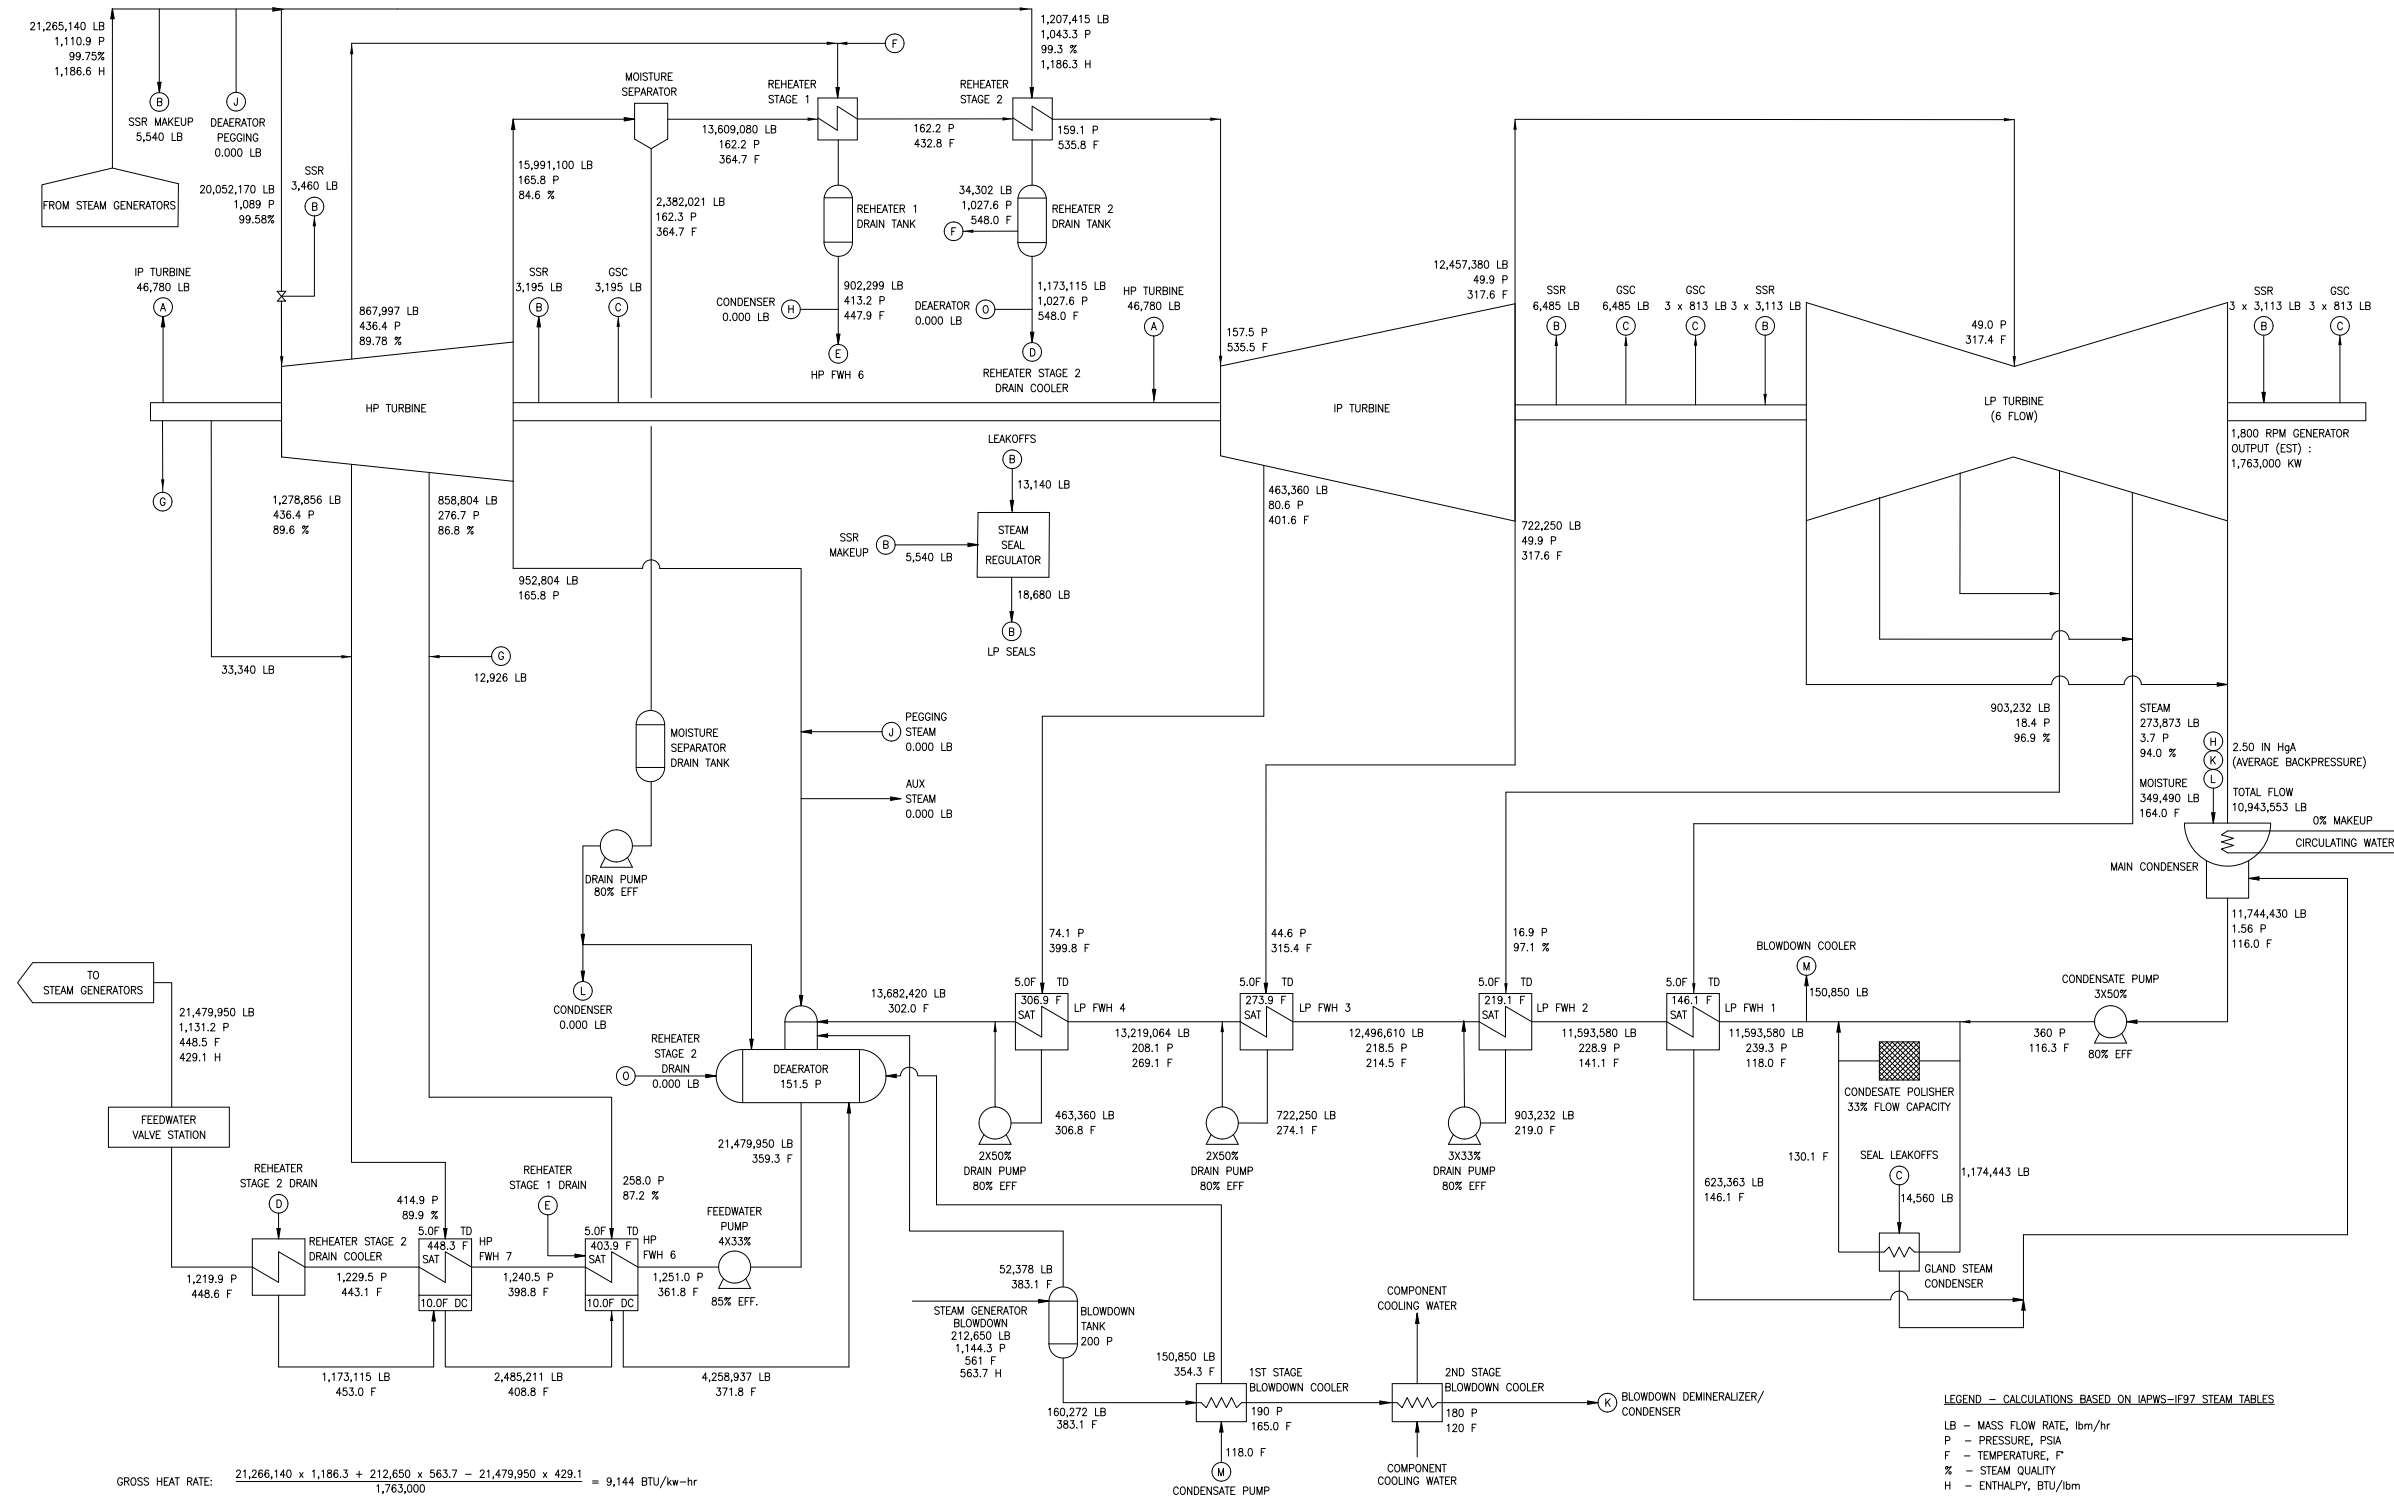 21,265,140 LB
1,110.9 P
99.75%
1,186.6 H
B
SSR MAKEUP
5,540 LB
J
DEAERATOR
PEGGING
0.000 LB
FROM STEAM GENERATORS
SSR
3,460 LB
B
20,052,170 LB
1,089 P
99.58%
IP TURBINE
46,780 LB
A
867,997 LB
436.4 P
89.78 %
F
MOISTURE
SEPARATOR
15,991,100 LB
165.8 P
84.6 %
2,382,021 LB
162.3 P
364.7 F
13,609,080 LB
162.2 P
364.7 F
REHEATER
STAGE 1
162.2 P
432.8 F
REHEATER
STAGE 2
1,207,415 LB
1,043.3 P
99.3 %
1,186.3 H
159.1 P
535.8 F
REHEATER 1
DRAIN TANK
34,302 LB
1,027.6 P
548.0 F
F
REHEATER 2
DRAIN TANK
SSR
3,195 LB
B
GSC
3,195 LB
C
CONDENSER
0.000 LB
H
902,299 LB
413.2 P
447.9 F
E
HP FWH 6
DEAERATOR
0.000 LB
O
1,173,115 LB
1,027.6 P
548.0 F
D
REHEATER STAGE 2
DRAIN COOLER
HP TURBINE
46,780 LB
A
157.5 P
535.5 F
12,457,380 LB
49.9 P
317.6 F
SSR
6,485 LB
B
GSC
6,485 LB
C
GSC
3 x 813 LB
C
SSR
3 x 3,113 LB
B
49.0 P
317.4 F
SSR
3 x 3,113 LB
B
GSC
3 x 813 LB
C
HP TURBINE
IP TURBINE
LP TURBINE
(6 FLOW)
1,800 RPM GENERATOR
OUTPUT (EST) :
1,763,000 KW
G
1,278,856 LB
436.4 P
89.6 %
858,804 LB
276.7 P
86.8 %
952,804 LB
165.8 P
33,340 LB
G
12,926 LB
LEAKOFFS
B
13,140 LB
SSR
MAKEUP
B
5,540 LB
STEAM
SEAL
REGULATOR
18,680 LB
B
LP SEALS
463,360 LB
80.6 P
401.6 F
722,250 LB
49.9 P
317.6 F
MOISTURE
SEPARATOR
DRAIN TANK
PEGGING
STEAM
0.000 LB
J
AUX
STEAM
0.000 LB
DRAIN PUMP
80% EFF
L
CONDENSER
0.000 LB
903,232 LB
18.4 P
96.9 %
STEAM
273,873 LB
3.7 P
94.0 %
MOISTURE
349,490 LB
164.0 F
H
K
L
2.50 IN HgA
(AVERAGE BACKPRESSURE)
TOTAL FLOW
10,943,553 LB
0% MAKEUP
CIRCULATING WATER
MAIN CONDENSER
11,744,430 LB
1.56 P
116.0 F
TO
STEAM GENERATORS
21,479,950 LB
1,131.2 P
448.5 F
429.1 H
FEEDWATER
VALVE STATION
REHEATER
STAGE 2
DRAIN
0.000 LB
O
DEAERATOR
151.5 P
13,682,420 LB
302.0 F
74.1 P
399.8 F
5.0F TD
306.9 F
SAT
LP FWH 4
13,219,064 LB
208.1 P
269.1 F
44.6 P
315.4 F
5.0F TD
273.9 F
SAT
LP FWH 3
12,496,610 LB
218.5 P
214.5 F
16.9 P
97.1 %
5.0F TD
219.1 F
SAT
LP FWH 2
11,593,580 LB
228.9 P
141.1 F
5.0F TD
146.1 F
SAT
LP FWH 1
11,593,580 LB
239.3 P
118.0 F
BLOWDOWN COOLER
M
150,850 LB
CONDENSATE PUMP
3X50%
80% EFF
360 P
116.3 F
CONDESATE POLISHER
33% FLOW CAPACITY
463,360 LB
306.8 F
2X50%
DRAIN PUMP
80% EFF
722,250 LB
274.1 F
2X50%
DRAIN PUMP
80% EFF
903,232 LB
219.0 F
3X33%
DRAIN PUMP
80% EFF
623,363 LB
146.1 F
130.1 F
SEAL LEAKOFFS
C
14,560 LB
1,174,443 LB
GLAND STEAM
CONDENSER
21,479,950 LB
359.3 F
REHEATER
STAGE 2 DRAIN
D
REHEATER STAGE 2
DRAIN COOLER
1,219.9 P
448.6 F
1,229.5 P
443.1 F
414.9 P
89.9 %
5.0F TD
448.3 F
SAT
10.0F DC
HP
FWH 7
REHEATER
STAGE 1 DRAIN
E
1,240.5 P
398.8 F
258.0 P
87.2 %
5.0F TD
403.9 F
SAT
10.0F DC
HP
FWH 6
1,251.0 P
361.8 F
FEEDWATER
PUMP
4X33%
85% EFF.
1,173,115 LB
453.0 F
2,485,211 LB
408.8 F
4,258,937 LB
371.8 F
52,378 LB
383.1 F
STEAM GENERATOR
BLOWDOWN
212,650 LB
1,144.3 P
561 F
563.7 H
BLOWDOWN
TANK
200 P
160,272 LB
383.1 F
150,850 LB
354.3 F
1ST STAGE
BLOWDOWN COOLER
190 P
165.0 F
118.0 F
M
CONDENSATE PUMP
COMPONENT
COOLING WATER
2ND STAGE
BLOWDOWN COOLER
180 P
120 F
COMPONENT
COOLING WATER
K
BLOWDOWN DEMINERALIZER/
CONDENSER
LEGEND – CALCULATIONS BASED ON IAPWS–IF97 STEAM TABLES
LB – MASS FLOW RATE, lbm/hr
P – PRESSURE, PSIA
F – TEMPERATURE, F°
% – STEAM QUALITY
H – ENTHALPY, BTU/lbm
GROSS HEAT RATE: 21,266,140 x 1,186.3 + 212,650 x 563.7 – 21,479,950 x 429.1 = 9,144 BTU/kw–hr
1,763,000